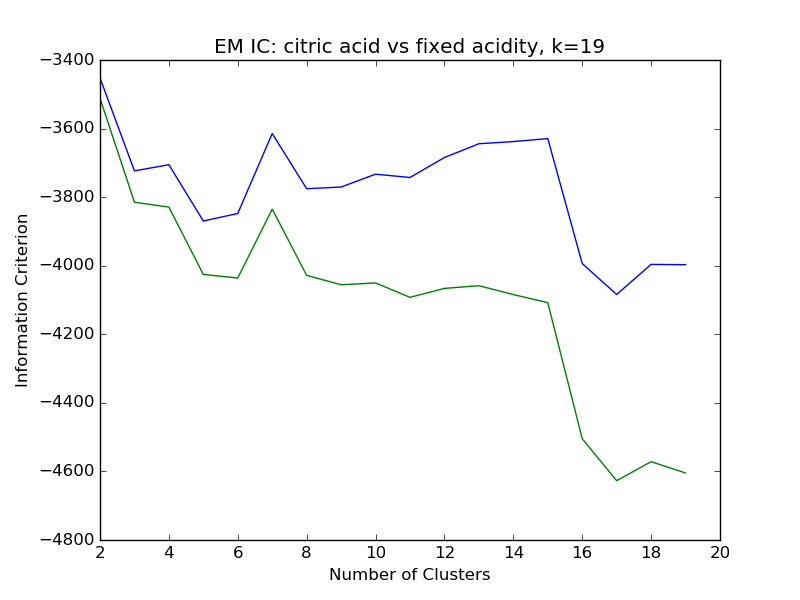 EM IC: citric acid vs fixed acidity, k=19
−3400
−3600
−3800
−4000
−4200
−4400
−4600
−4800
Information Criterion
2 4 6 8 10 12 14 16 18 20
Number of Clusters